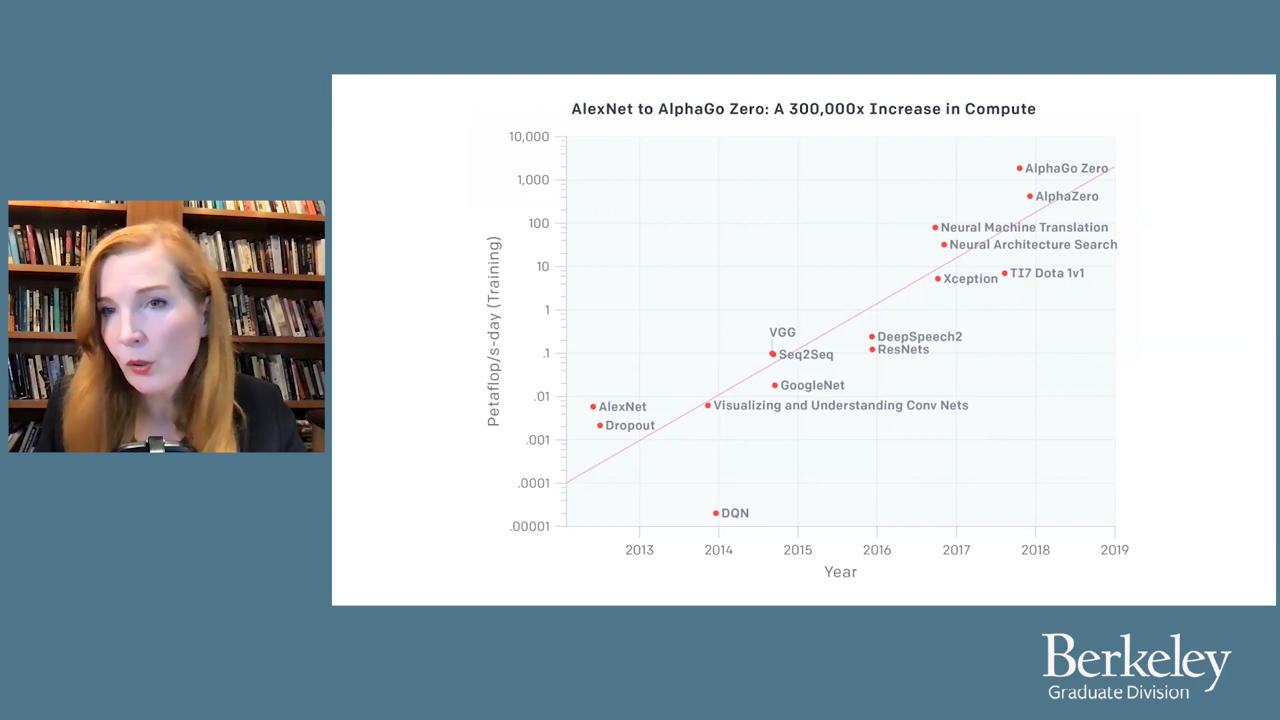 AlexNet to AlphaGo Zero: A 300,000x Increase in Compute
Petaflop/s-day (Training)
10,000
1,000
100
10
1
.1
.01
.001
.0001
.00001
AlphaGo Zero
AlphaZero
Neural Machine Translation
Neural Architecture Search
TI7 Dota 1v1
Xception
VGG
DeepSpeech2
ResNets
Seq2Seq
GoogleNet
AlexNet
Visualizing and Understanding Conv Nets
Dropout
DQN
2013 2014 2015 2016 2017 2018 2019
Year
Berkeley
Graduate Division